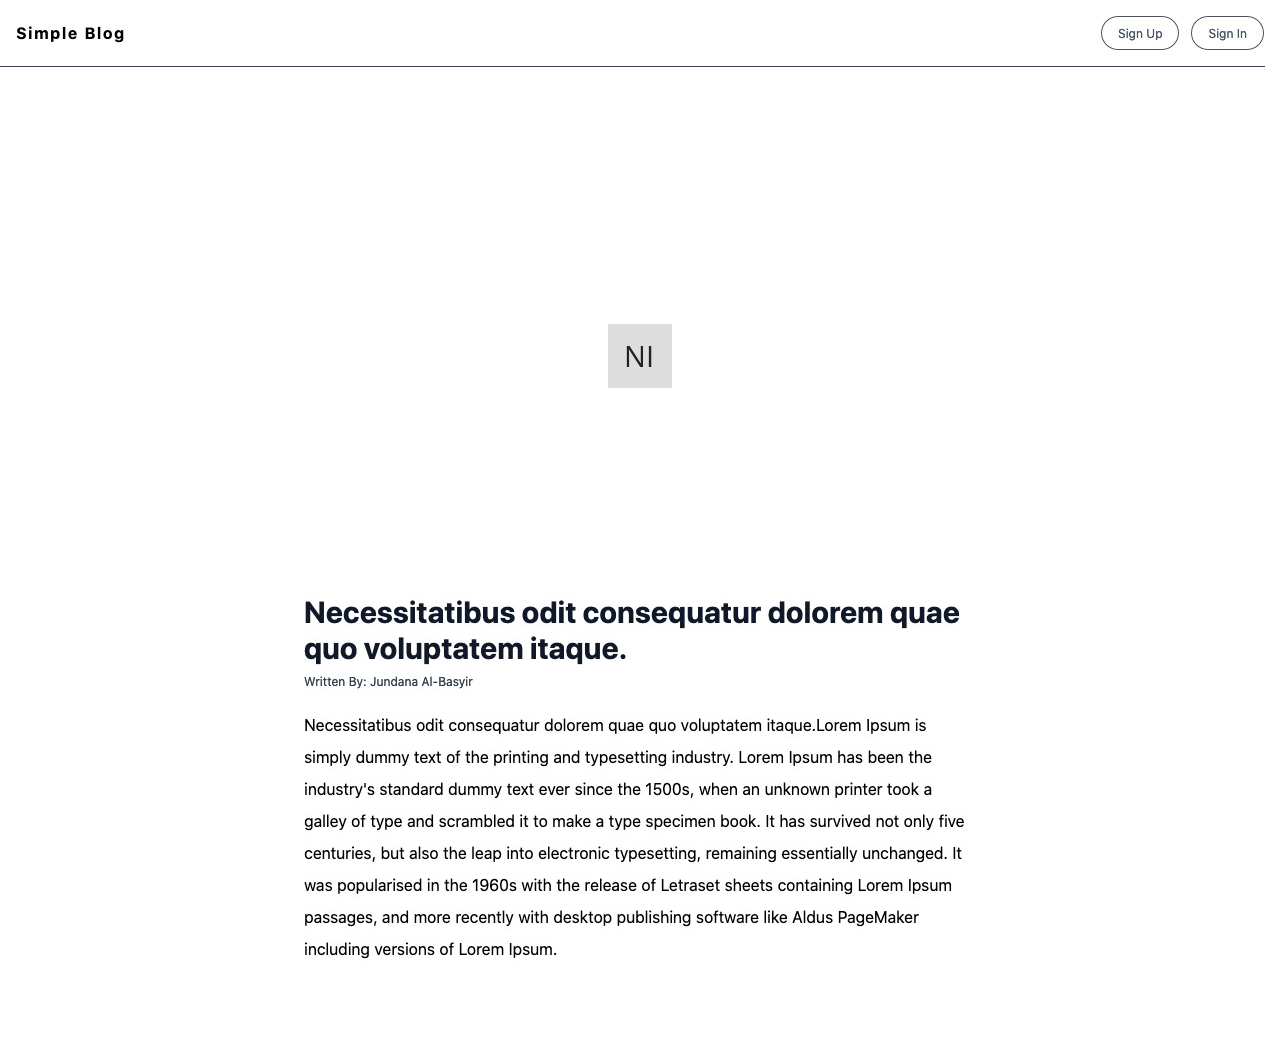 Simple Blog
Sign Up
Sign In
NI
Necessitatibus odit consequatur dolorem quae
quo voluptatem itaque.
Written By: Jundana Al-Basyir
Necessitatibus odit consequatur dolorem quae quo voluptatem itaque.Lorem Ipsum is
simply dummy text of the printing and typesetting industry. Lorem Ipsum has been the
industry's standard dummy text ever since the 1500s, when an unknown printer took a
galley of type and scrambled it to make a type specimen book. It has survived not only five
centuries, but also the leap into electronic typesetting, remaining essentially unchanged. It
was popularised in the 1960s with the release of Letraset sheets containing Lorem Ipsum
passages, and more recently with desktop publishing software like Aldus PageMaker
including versions of Lorem Ipsum.